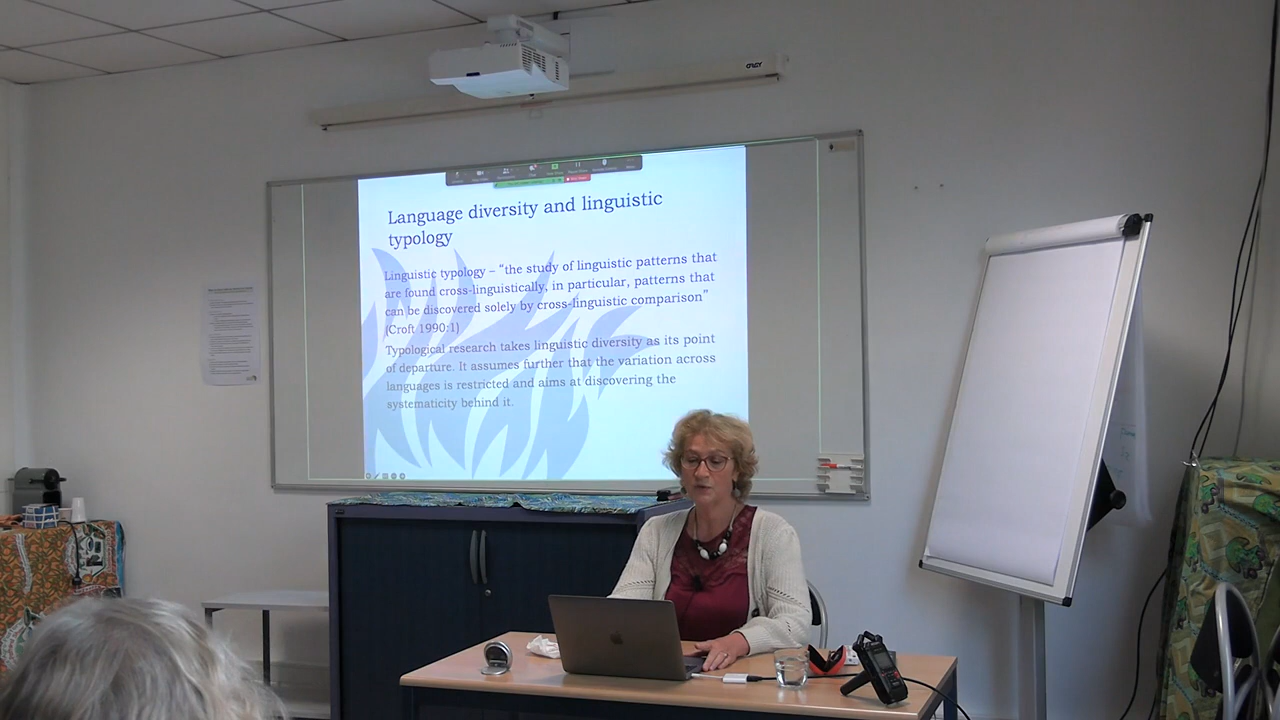 Language diversity and linguistic
typology
Linguistic typology – "the study of linguistic patterns that
are found cross-linguistically, in particular, patterns that
can be discovered solely by cross-linguistic comparison"
(Croft 1990:1)
Typological research takes linguistic diversity as its point
of departure. It assumes further that the variation across
languages is restricted and aims at discovering the
systematicity behind it.